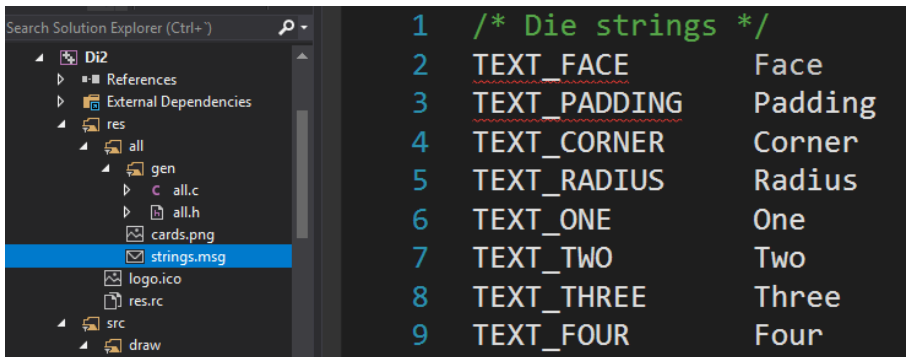 Search Solution Explorer (Ctrl+¨)
Di2
References
External Dependencies
res
all
gen
all.c
all.h
cards.png
strings.msg
logo.ico
res.rc
src
draw
1 /* Die strings */
2 TEXT_FACE Face
3 TEXT_PADDING Padding
4 TEXT_CORNER Corner
5 TEXT_RADIUS Radius
6 TEXT_ONE One
7 TEXT_TWO Two
8 TEXT_THREE Three
9 TEXT_FOUR Four